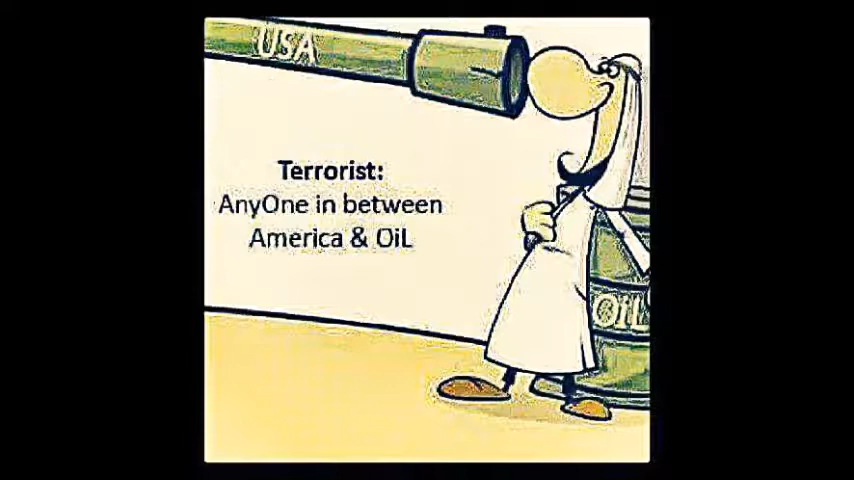 USA
Terrorist:
AnyOne in between
America & OiL
OiL